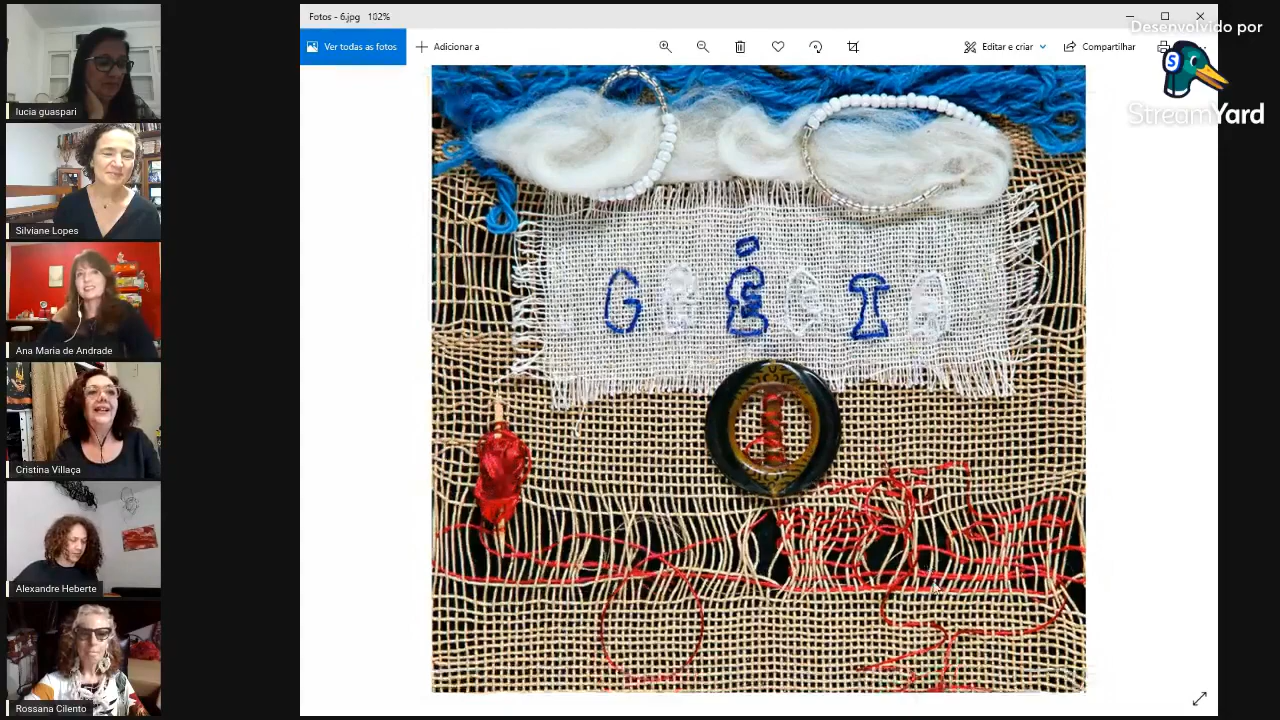 Fotos - 6.jpg 182%
Ver todas as fotos
Adicionar a
Editar e criar
Compartilhar
Desenvolvido por
S
StreamYard
lucia guaspari
Silviane Lopes
Ana Maria de Andrade
Cristina Villaça
Alexandre Heberte
Rossana Cilento
GRÉCIA